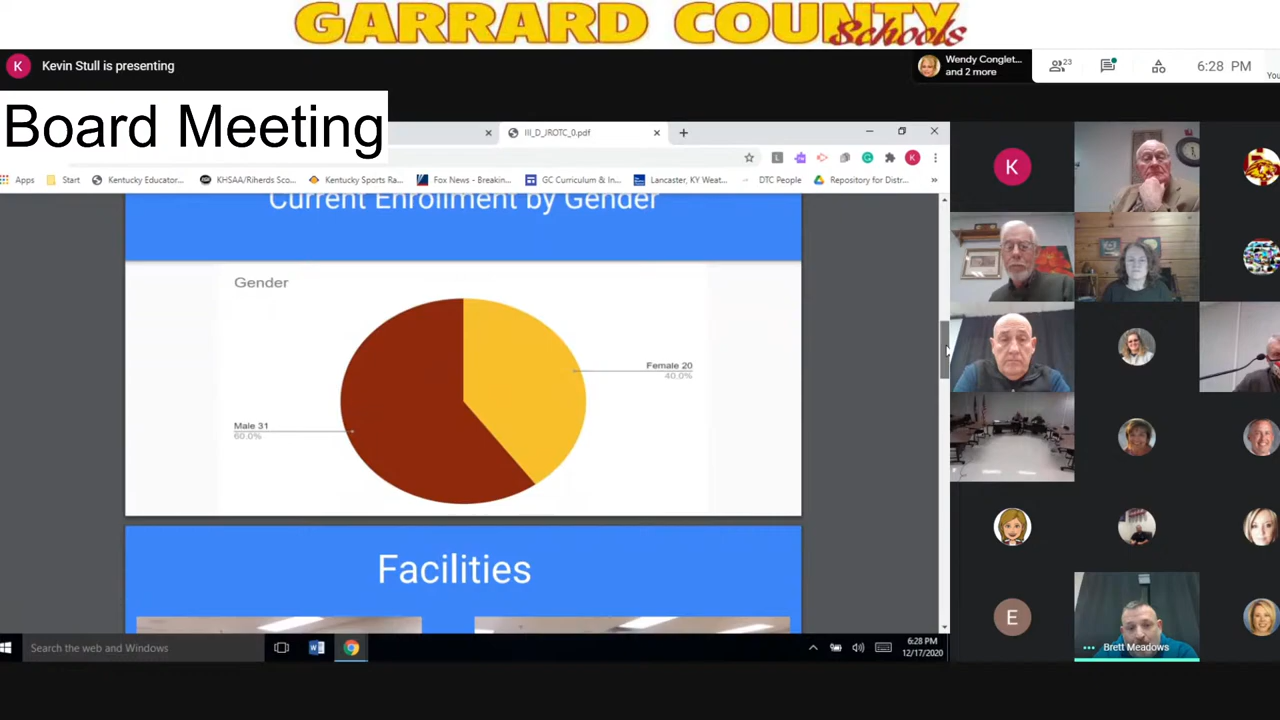 GARRARD COUNTY
Schools
K Kevin Stull is presenting
Wendy Conglet...
and 2 more
23
6:28 PM
You
Board Meeting
III_D_JROTC_0.pdf
K
Apps Start Kentucky Educator... KHSAA/Riherds Sco... Kentucky Sports Ra... Fox News - Breakin... GC Curriculum & In... Lancaster, KY Weat... DTC People Repository for Distr... »
Current Enrollment by Gender
Gender
Female 20
40.0%
Male 31
60.0%
Facilities
K
E
Brett Meadows
Search the web and Windows
6:28 PM
12/17/2020